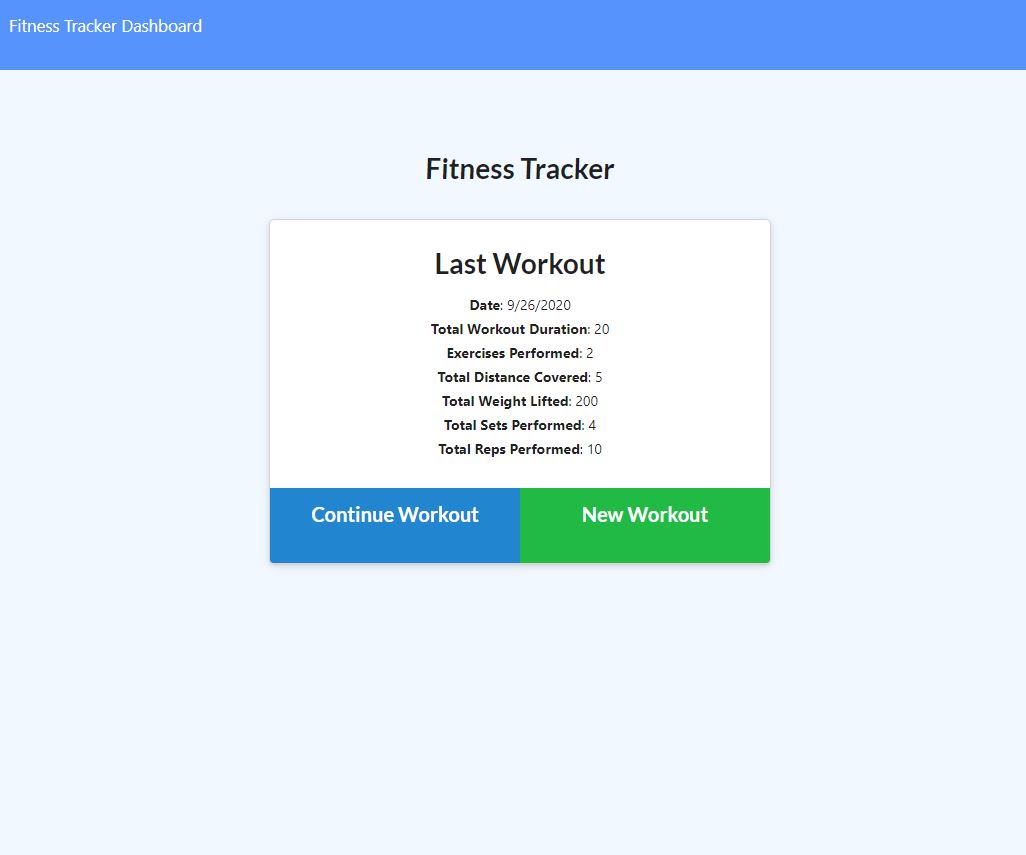 Fitness Tracker Dashboard
Fitness Tracker
Last Workout
Date: 9/26/2020
Total Workout Duration: 20
Exercises Performed: 2
Total Distance Covered: 5
Total Weight Lifted: 200
Total Sets Performed: 4
Total Reps Performed: 10
Continue Workout
New Workout